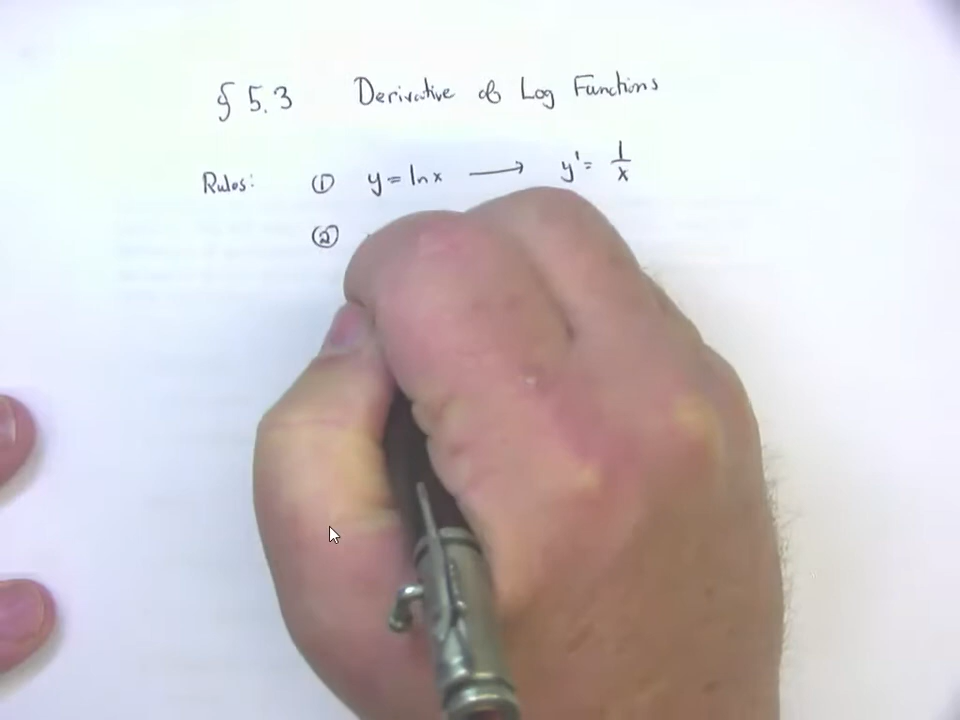 § 5.3 Derivative of Log Functions
Rules: ① y = ln x ⟶ y' = 1/x
②